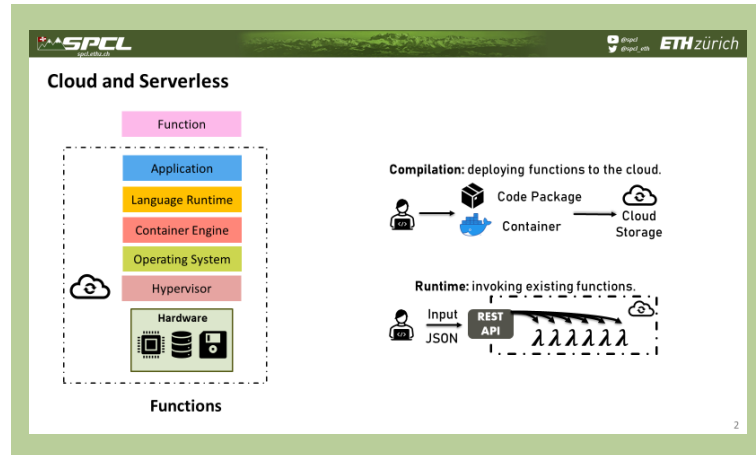 SPCL
spcl.ethz.ch
@spcl
@spcl_eth
ETH zürich
Cloud and Serverless
Function
Application
Language Runtime
Container Engine
Operating System
Hypervisor
Hardware
Functions
Compilation: deploying functions to the cloud.
Code Package
Container
Cloud
Storage
Runtime: invoking existing functions.
Input
JSON
REST
API
λ λ λ λ λ λ
2